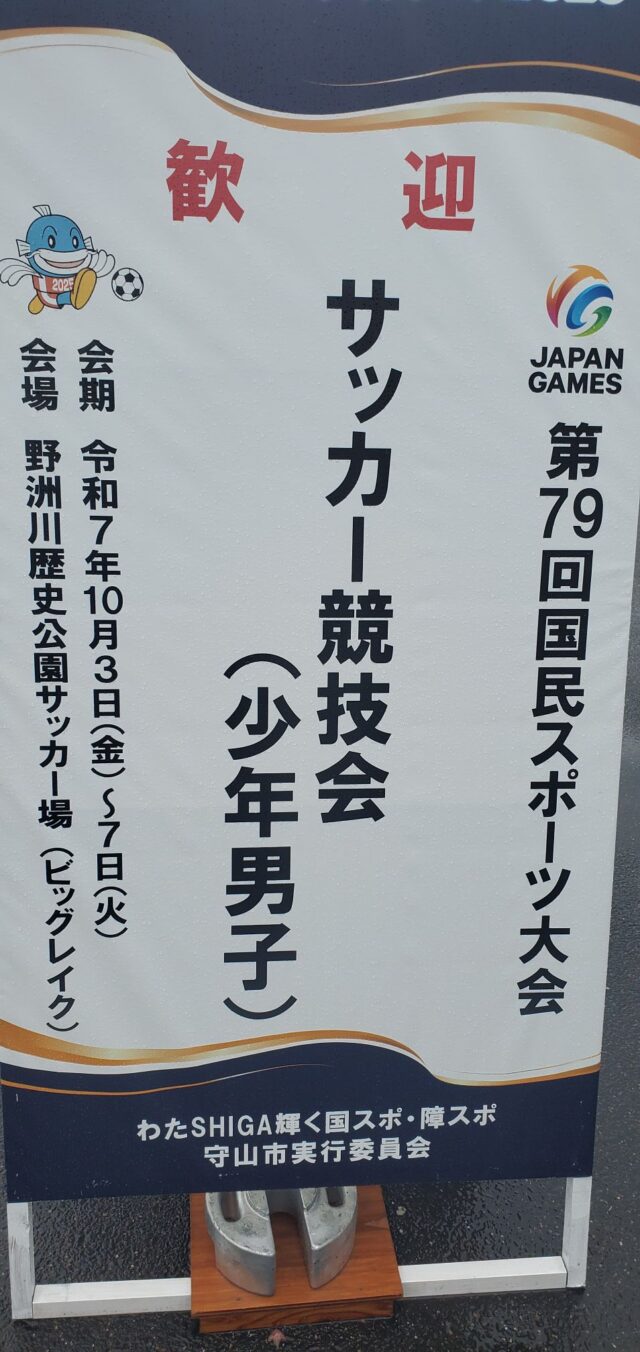 歓迎
JAPAN
GAMES
第79回国民スポーツ大会
サッカー競技会
（少年男子）
2025
会期 令和7年10月3日(金)～7日(火)
会場 野洲川歴史公園サッカー場（ビッグレイク）
わたSHIGA輝く国スポ・障スポ
守山市実行委員会